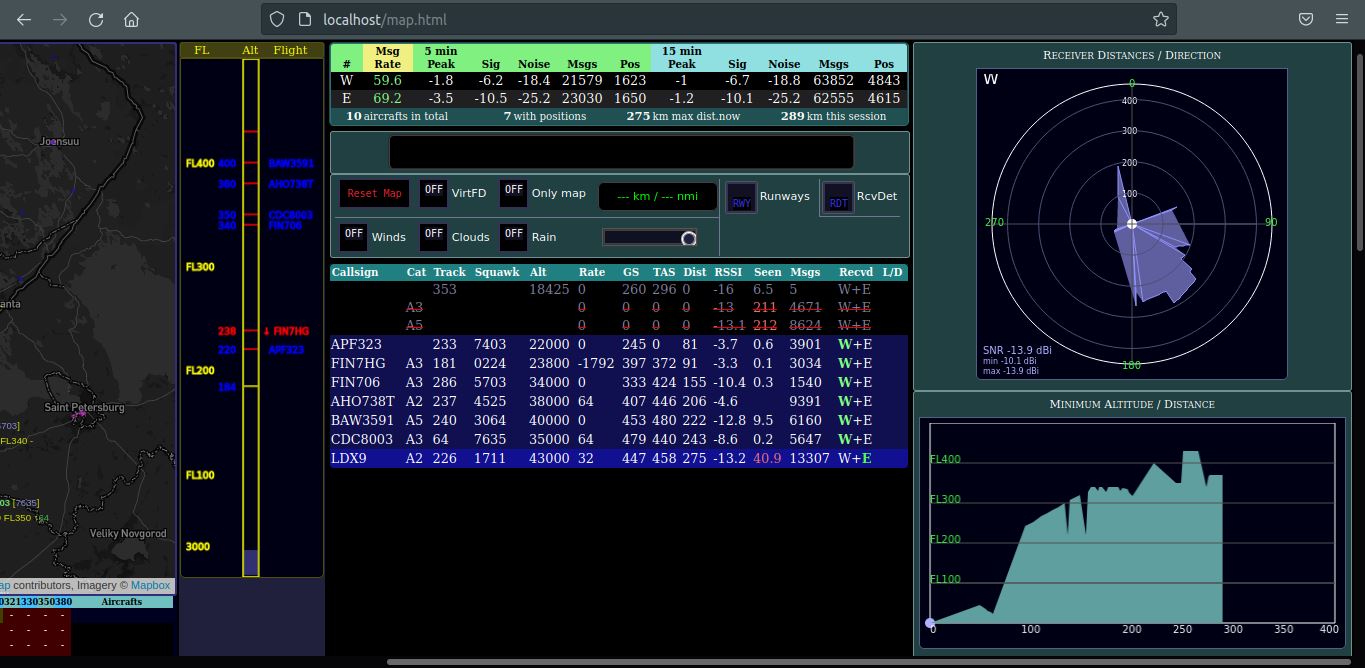 localhost/map.html
Joensuu
anta
Saint Petersburg
703]
FL340 -
03 [7635]
FL350 64
Veliky Novgorod
ap contributors, Imagery © Mapbox
0321330350380 Aircrafts
- - - -
- - - -
- - - -
FL Alt Flight
FL400 400 BAW3591
380 AHO738T
350 CDC8003
340 FIN706
FL300
238 ↓ FIN7HG
220 APF323
FL200
184
FL100
3000
Msg 5 min 15 min
# Rate Peak Sig Noise Msgs Pos Peak Sig Noise Msgs Pos
W 59.6 -1.8 -6.2 -18.4 21579 1623 -1 -6.7 -18.8 63852 4843
E 69.2 -3.5 -10.5 -25.2 23030 1650 -1.2 -10.1 -25.2 62555 4615
10 aircrafts in total 7 with positions 275 km max dist.now 289 km this session
Reset Map OFF VirtFD OFF Only map --- km / --- nmi RWY Runways RDT RcvDet
OFF Winds OFF Clouds OFF Rain
Callsign Cat Track Squawk Alt Rate GS TAS Dist RSSI Seen Msgs Recvd L/D
353 18425 0 260 296 0 -16 6.5 5 W+E
A3 0 0 0 0 -13 211 4671 W+E
A5 0 0 0 0 -13.1 212 8624 W+E
APF323 233 7403 22000 0 245 0 81 -3.7 0.6 3901 W+E
FIN7HG A3 181 0224 23800 -1792 397 372 91 -3.3 0.1 3034 W+E
FIN706 A3 286 5703 34000 0 333 424 155 -10.4 0.3 1540 W+E
AHO738T A2 237 4525 38000 64 407 446 206 -4.6 9391 W+E
BAW3591 A5 240 3064 40000 0 453 480 222 -12.8 9.5 6160 W+E
CDC8003 A3 64 7635 35000 64 479 440 243 -8.6 0.2 5647 W+E
LDX9 A2 226 1711 43000 32 447 458 275 -13.2 40.9 13307 W+E
Receiver Distances / Direction
W
0
400
300
200
100
270
90
180
SNR -13.9 dBi
min -10.1 dBi
max -13.9 dBi
Minimum Altitude / Distance
FL400
FL300
FL200
FL100
0 100 200 250 300 350 400